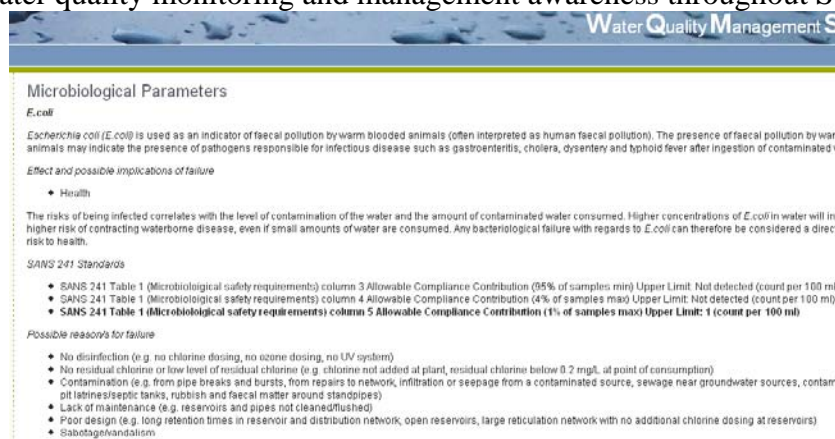 ater quality monitoring and management awareness throughout S
Water Quality Management S
Microbiological Parameters
E.coli
Escherichia coli (E.coli) is used as an indicator of faecal pollution by warm blooded animals (often interpreted as human faecal pollution). The presence of faecal pollution by war
animals may indicate the presence of pathogens responsible for infectious disease such as gastroenteritis, cholera, dysentery and typhoid fever after ingestion of contaminated
Effect and possible implications of failure
Health
The risks of being infected correlates with the level of contamination of the water and the amount of contaminated water consumed. Higher concentrations of E.coli in water will in
higher risk of contracting waterborne disease, even if small amounts of water are consumed. Any bacteriological failure with regards to E.coli can therefore be considered a direc
risk to health.
SANS 241 Standards
SANS 241 Table 1 (Microbioloigical safety requirements) column 3 Allowable Compliance Contribution (95% of samples min) Upper Limit: Not detected (count per 100 ml
SANS 241 Table 1 (Microbioloigical safety requirements) column 4 Allowable Compliance Contribution (4% of samples max) Upper Limit: Not detected (count per 100 ml)
SANS 241 Table 1 (Microbioloigical safety requirements) column 5 Allowable Compliance Contribution (1% of samples max) Upper Limit: 1 (count per 100 ml)
Possible reason/s for failure
No disinfection (e.g. no chlorine dosing, no ozone dosing, no UV system)
No residual chlorine or low level of residual chlorine (e.g. chlorine not added at plant, residual chlorine below 0.2 mg/L at point of consumption)
Contamination (e.g. from pipe breaks and bursts, from repairs to network, infiltration or seepage from a contaminated source, sewage near groundwater sources, contam
pit latrines/septic tanks, rubbish and faecal matter around standpipes)
Lack of maintenance (e.g. reservoirs and pipes not cleaned/flushed)
Poor design (e.g. long retention times in reservoir and distribution network, open reservoirs, large reticulation network with no additional chlorine dosing at reservoirs)
Sabotage/vandalism